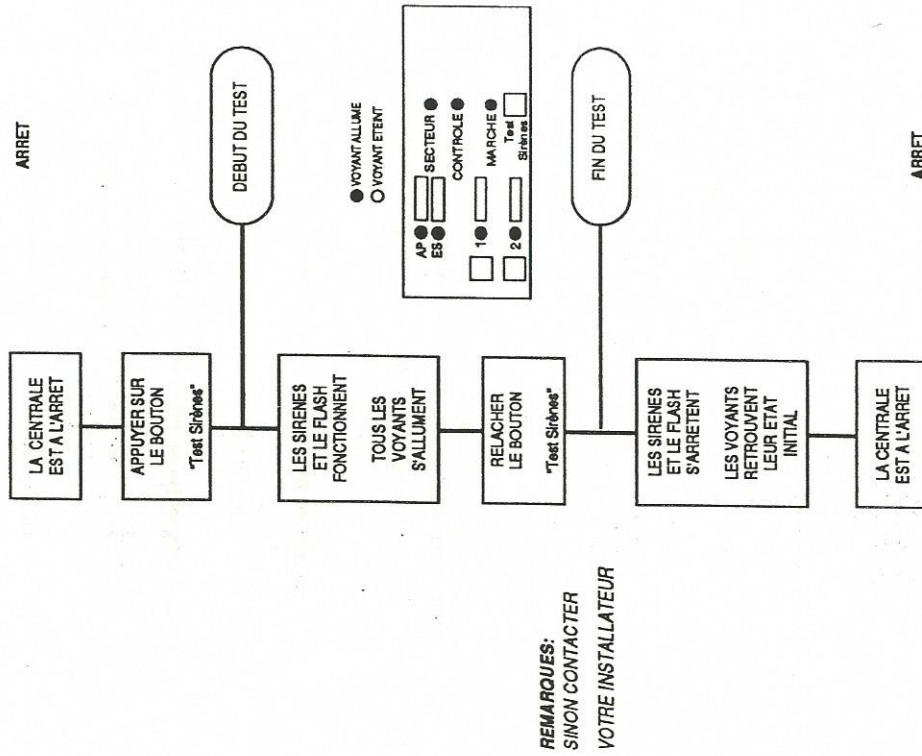 ARRET
LA CENTRALE
EST A L'ARRET
APPUYER SUR
LE BOUTON
"Test Sirènes"
DEBUT DU TEST
LES SIRENES
ET LE FLASH
FONCTIONNENT
TOUS LES
VOYANTS
S'ALLUMENT
● VOYANT ALLUME
○ VOYANT ETENT
AP SECTEUR
ES
CONTROLE
1 MARCHE
2 Test
Sirènes
RELACHER
LE BOUTON
"Test Sirènes"
FIN DU TEST
REMARQUES:
SINON CONTACTER
VOTRE INSTALLATEUR
LES SIRENES
ET LE FLASH
S'ARRETENT
LES VOYANTS
RETROUVENT
LEUR ETAT
INITIAL
LA CENTRALE
EST A L'ARRET
ARRET